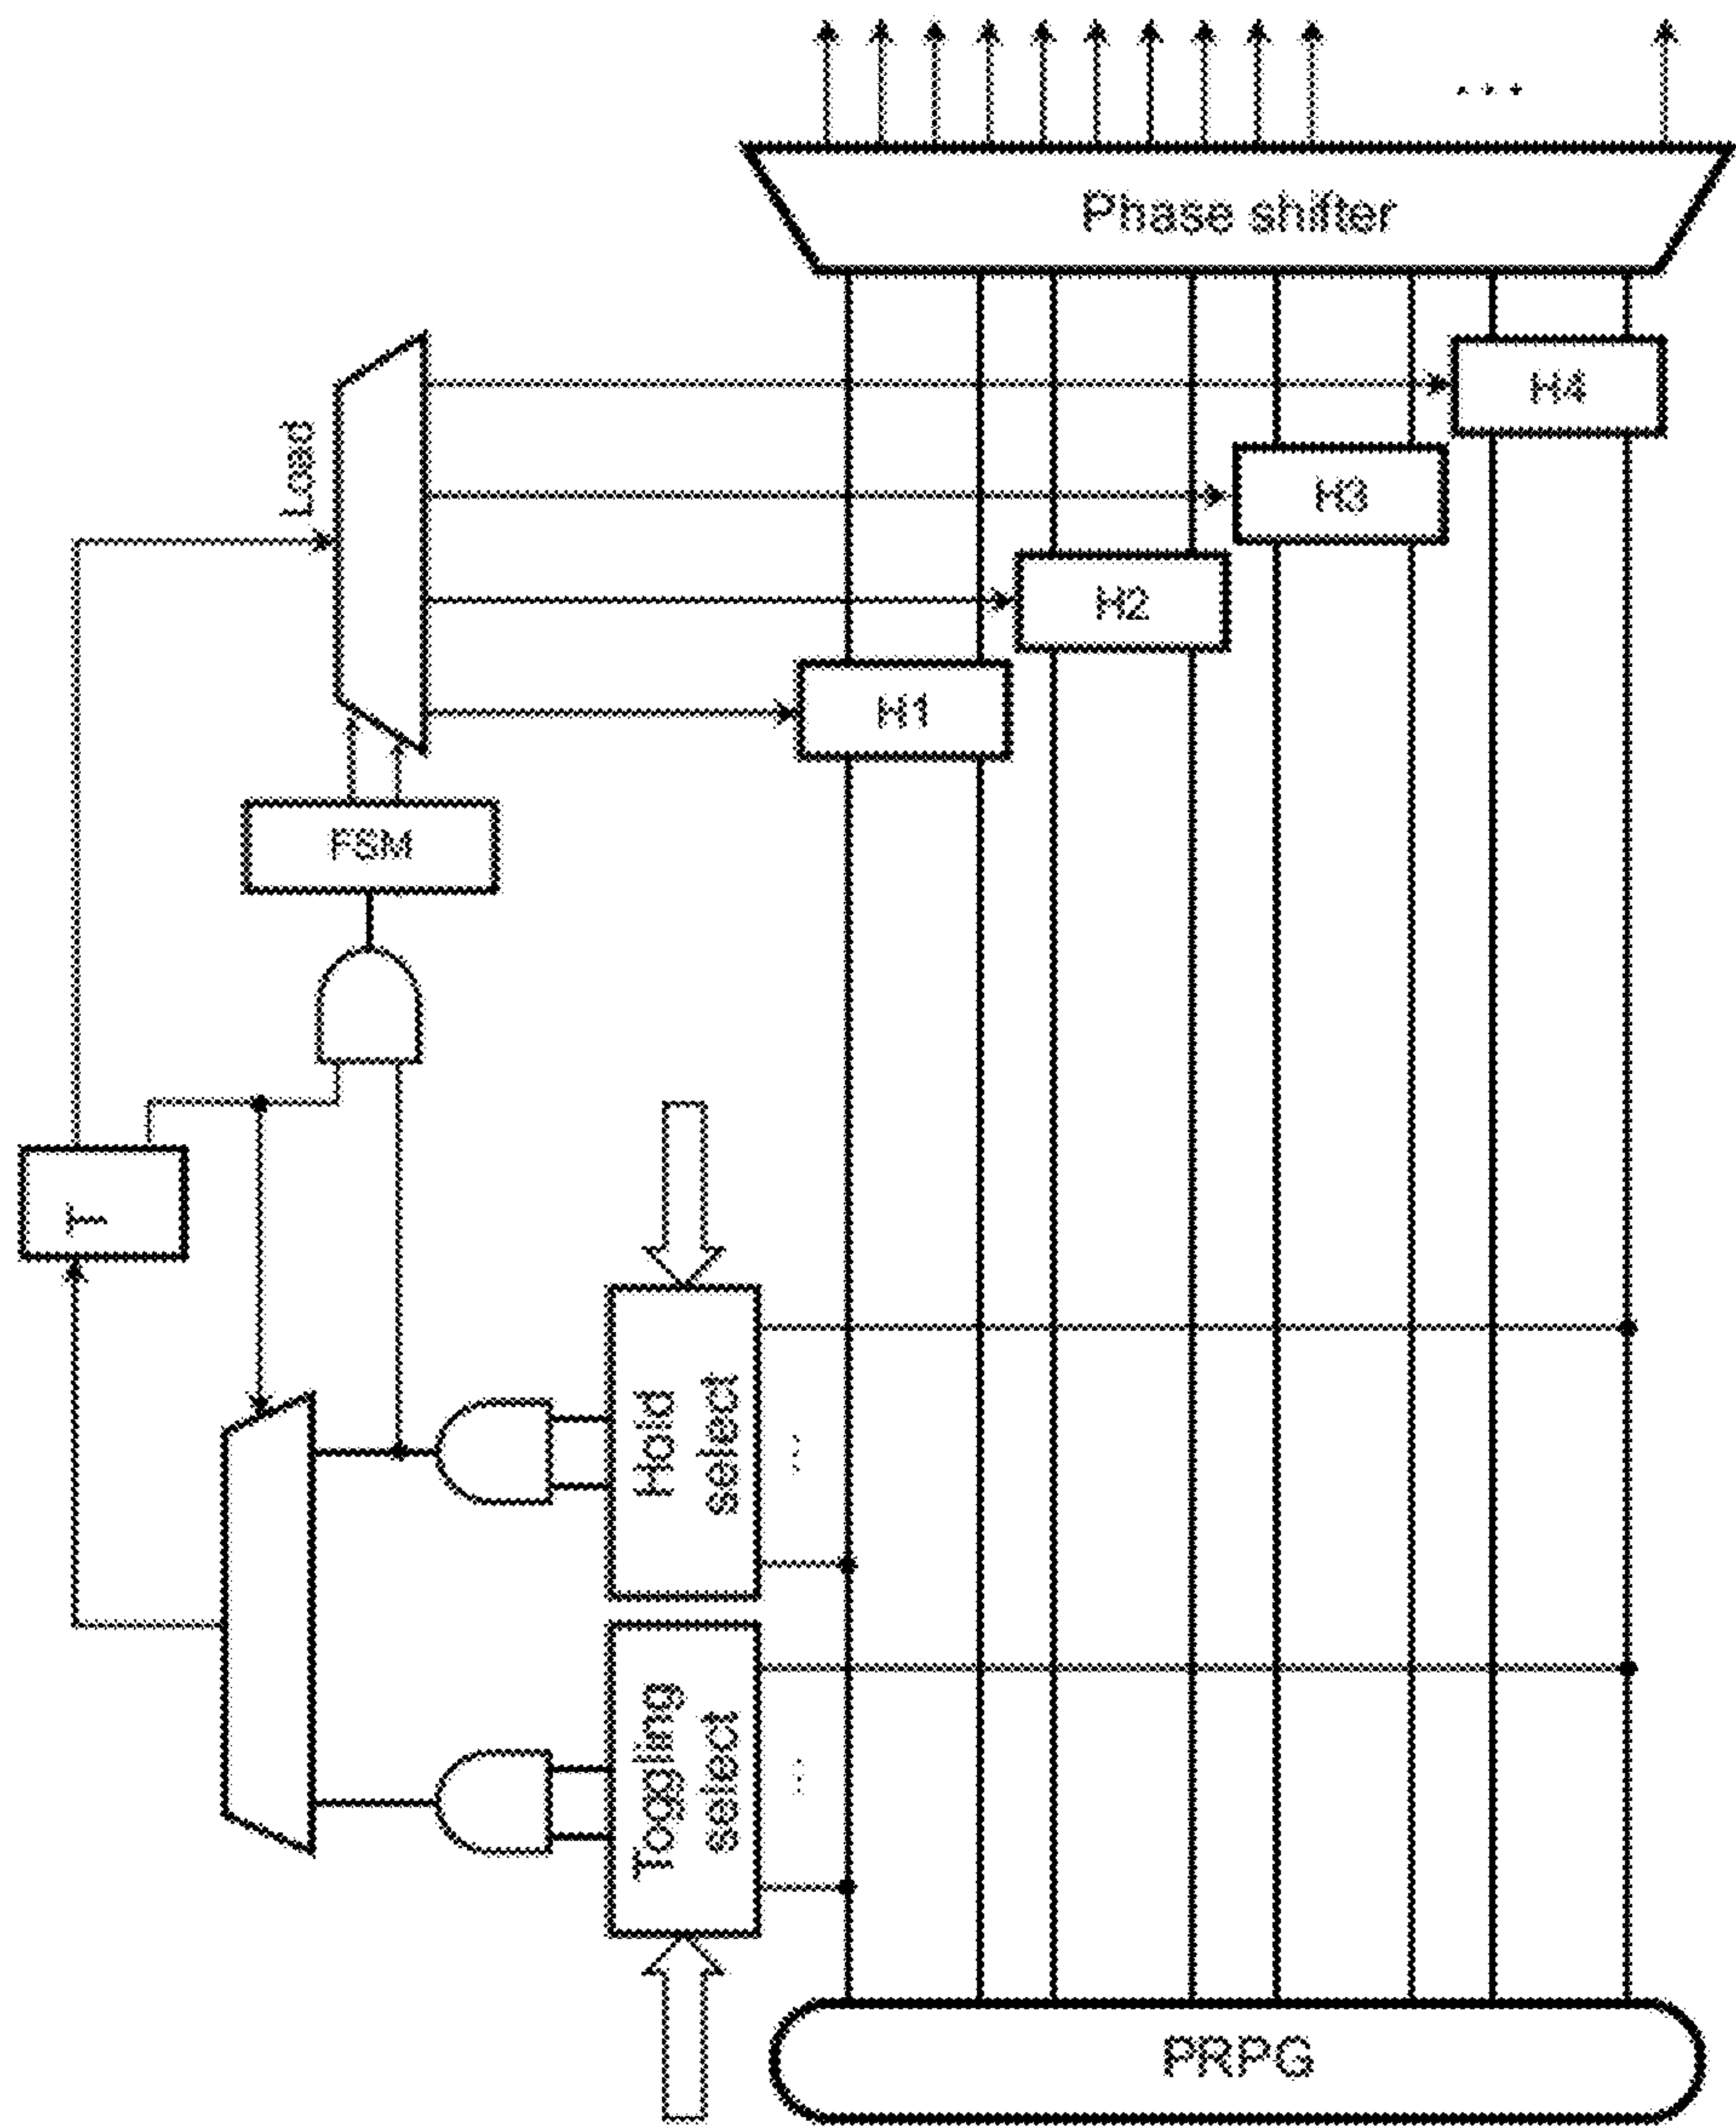 ...
Phase shifter
H4
Load
H3
H2
H1
FSM
T
Hold
select
...
Toggling
select
...
PRPG